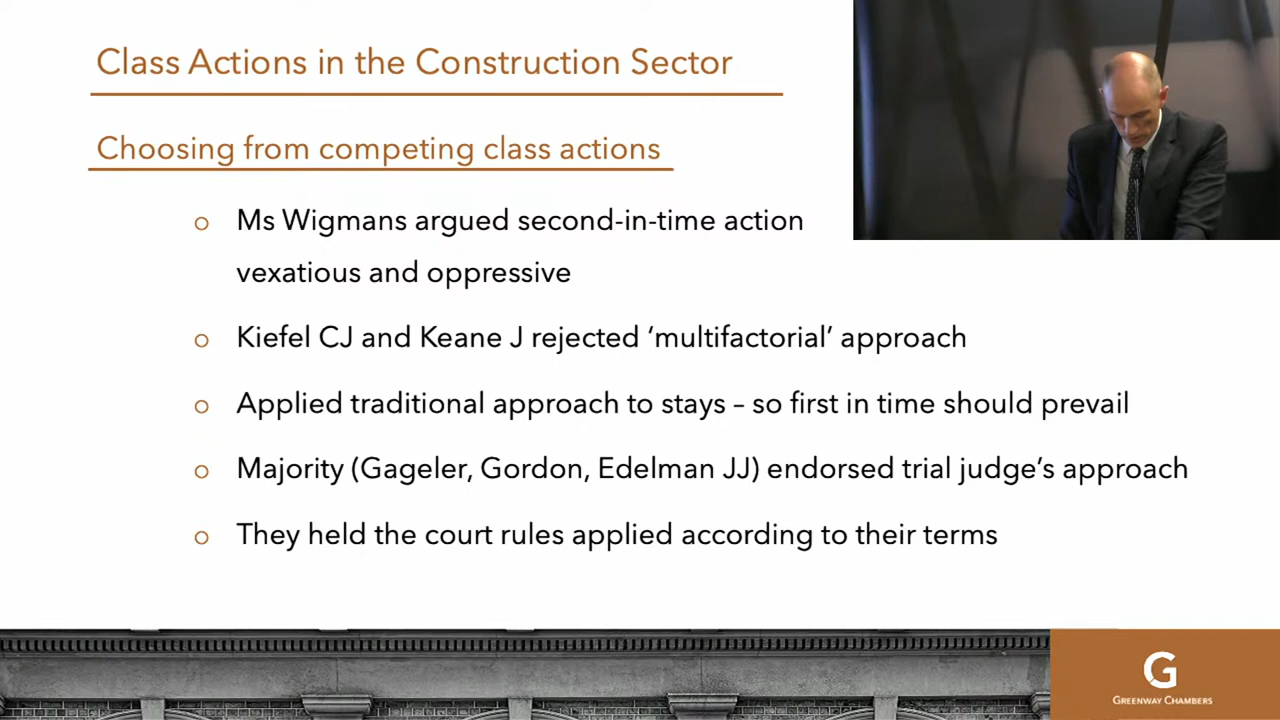 Class Actions in the Construction Sector
Choosing from competing class actions
o Ms Wigmans argued second-in-time action
vexatious and oppressive
o Kiefel CJ and Keane J rejected ‘multifactorial’ approach
o Applied traditional approach to stays – so first in time should prevail
o Majority (Gageler, Gordon, Edelman JJ) endorsed trial judge’s approach
o They held the court rules applied according to their terms
G
GREENWAY CHAMBERS